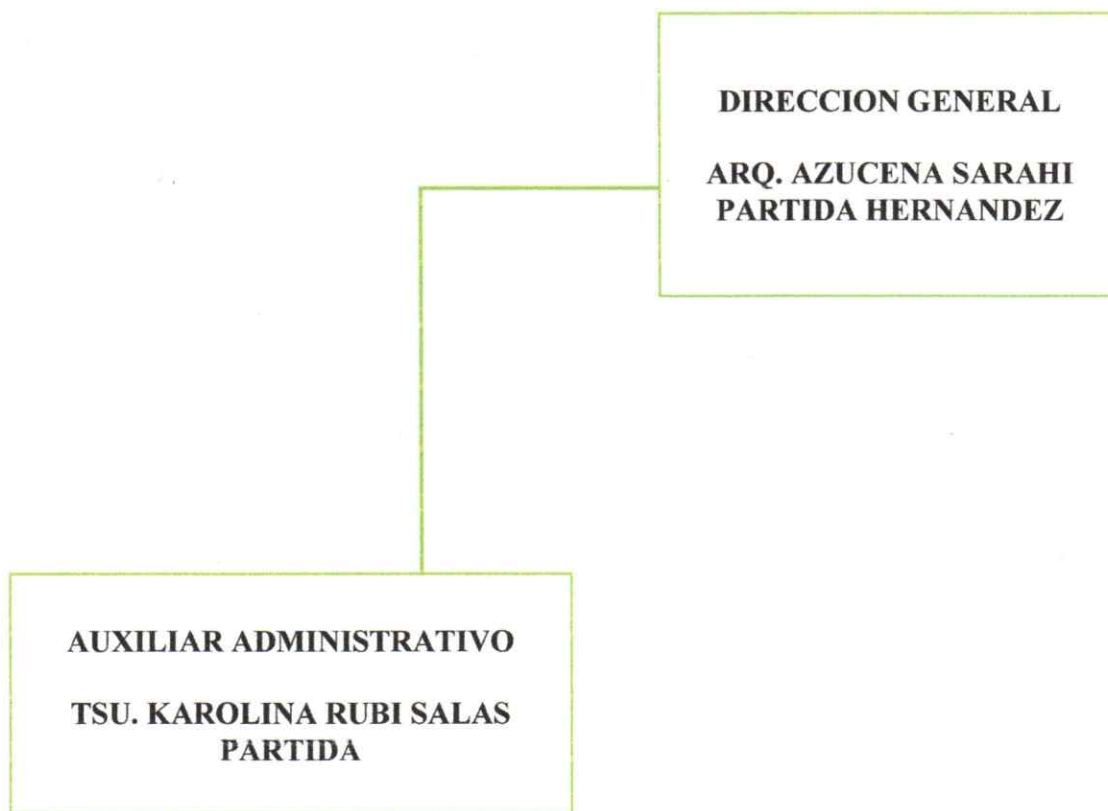 DIRECCION GENERAL
ARQ. AZUCENA SARAHI
PARTIDA HERNANDEZ
AUXILIAR ADMINISTRATIVO
TSU. KAROLINA RUBI SALAS
PARTIDA